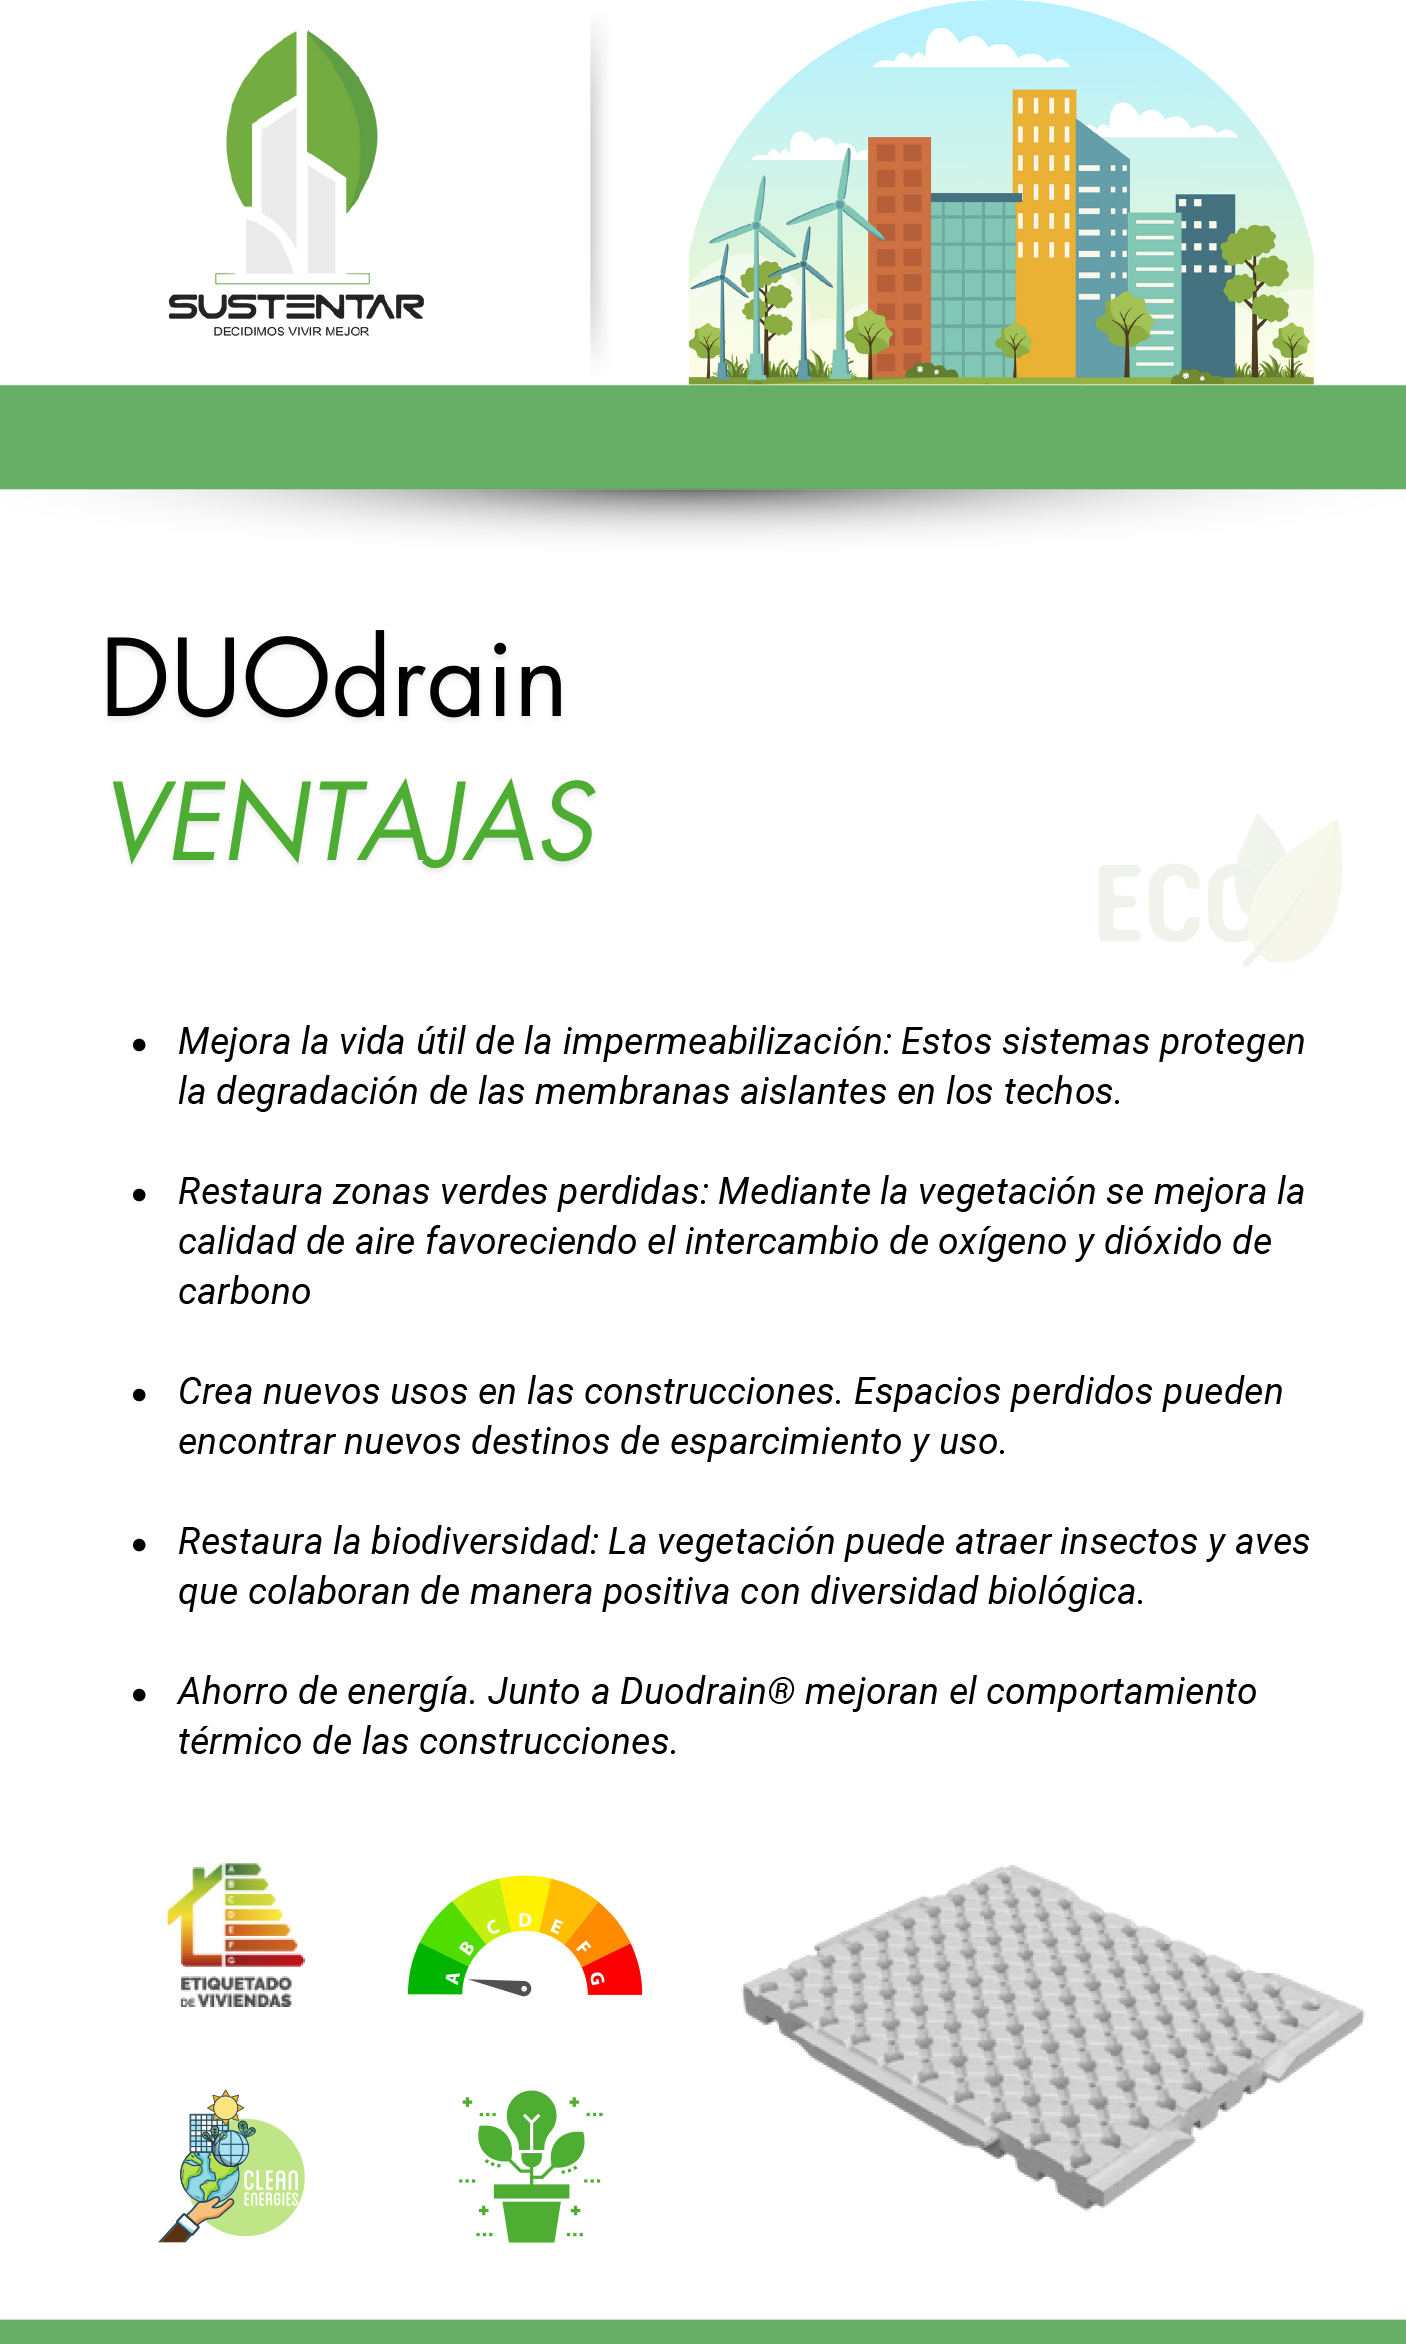 SUSTENTAR
DECIDIMOS VIVIR MEJOR
DUOdrain
VENTAJAS
ECO
• Mejora la vida útil de la impermeabilización: Estos sistemas protegen
la degradación de las membranas aislantes en los techos.
• Restaura zonas verdes perdidas: Mediante la vegetación se mejora la
calidad de aire favoreciendo el intercambio de oxígeno y dióxido de
carbono
• Crea nuevos usos en las construcciones. Espacios perdidos pueden
encontrar nuevos destinos de esparcimiento y uso.
• Restaura la biodiversidad: La vegetación puede atraer insectos y aves
que colaboran de manera positiva con diversidad biológica.
• Ahorro de energía. Junto a Duodrain® mejoran el comportamiento
térmico de las construcciones.
A
B
C
D
E
F
G
ETIQUETADO
DE VIVIENDAS
A
B
C
D
E
F
G
CLEAN
ENERGIES